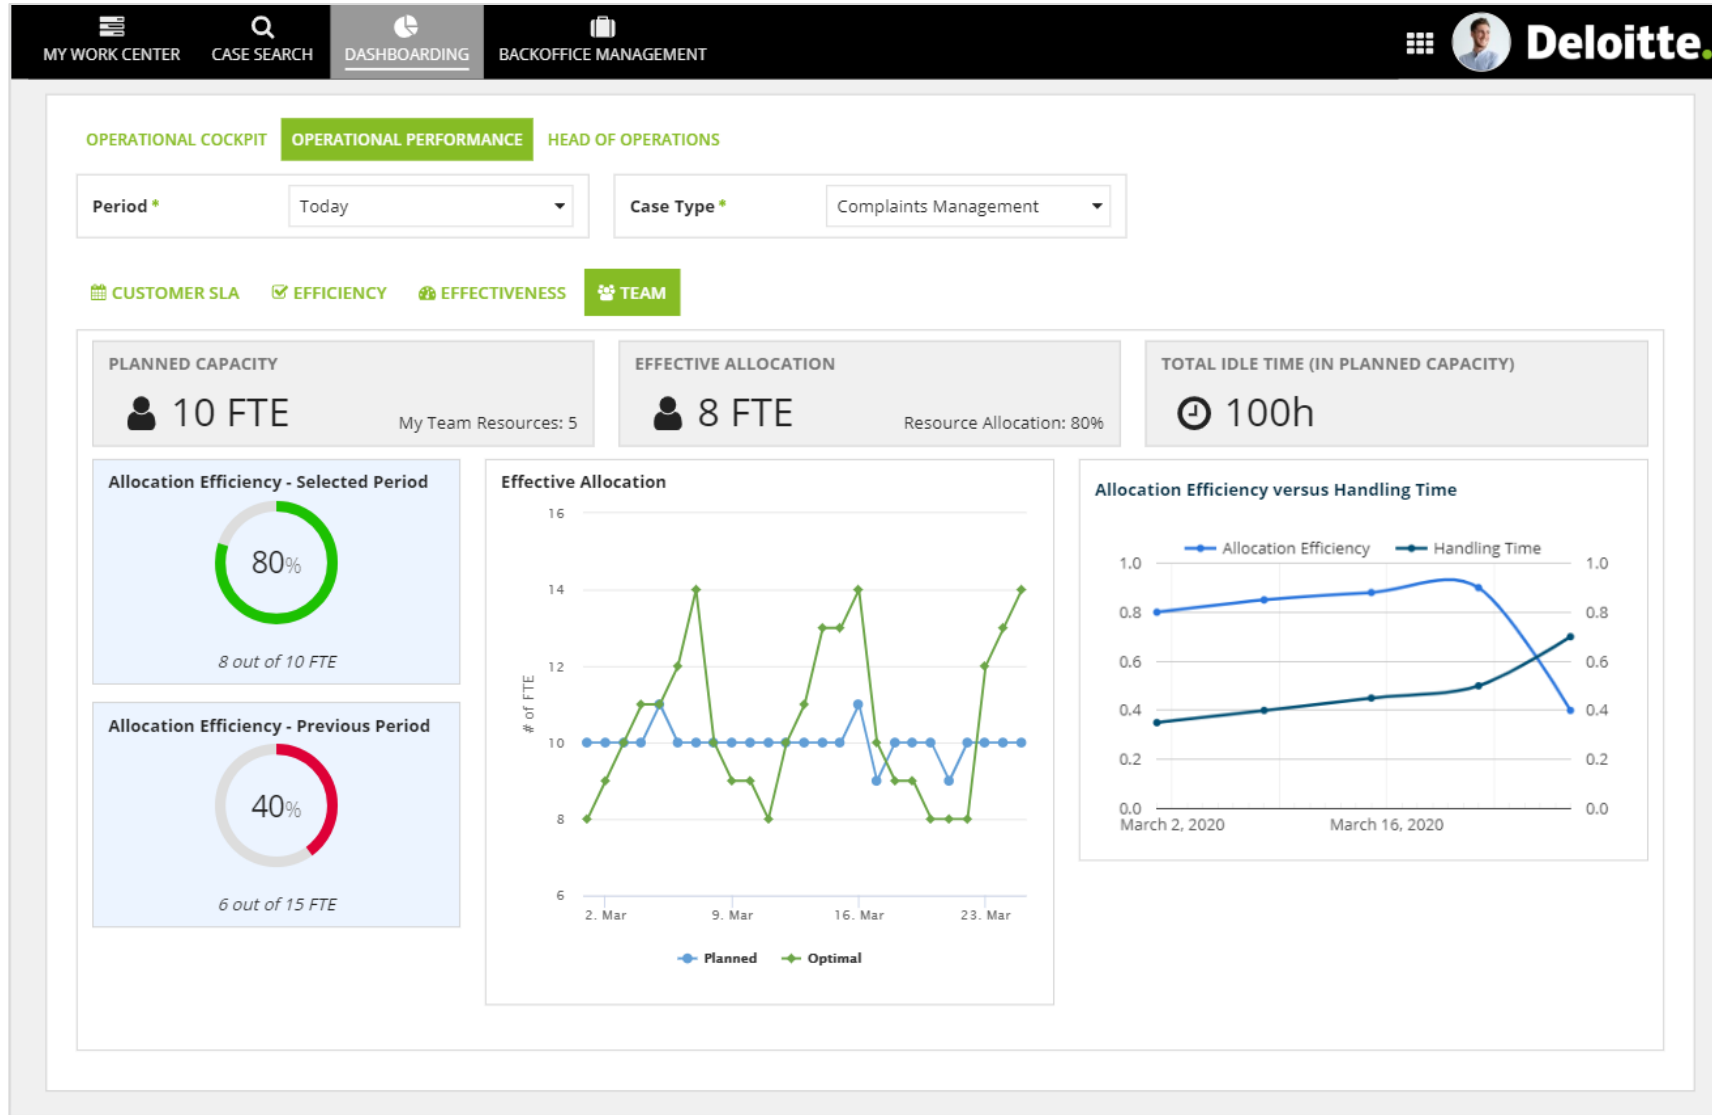 MY WORK CENTER CASE SEARCH DASHBOARDING BACKOFFICE MANAGEMENT Deloitte.
OPERATIONAL COCKPIT OPERATIONAL PERFORMANCE HEAD OF OPERATIONS
Period * Today Case Type * Complaints Management
CUSTOMER SLA EFFICIENCY EFFECTIVENESS TEAM
PLANNED CAPACITY
10 FTE
My Team Resources: 5
EFFECTIVE ALLOCATION
8 FTE
Resource Allocation: 80%
TOTAL IDLE TIME (IN PLANNED CAPACITY)
100h
Allocation Efficiency - Selected Period
80%
8 out of 10 FTE
Allocation Efficiency - Previous Period
40%
6 out of 15 FTE
Effective Allocation
16
14
12
10
8
6
# of FTE
2. Mar 9. Mar 16. Mar 23. Mar
Planned Optimal
Allocation Efficiency versus Handling Time
Allocation Efficiency Handling Time
1.0 1.0
0.8 0.8
0.6 0.6
0.4 0.4
0.2 0.2
0.0 0.0
March 2, 2020 March 16, 2020